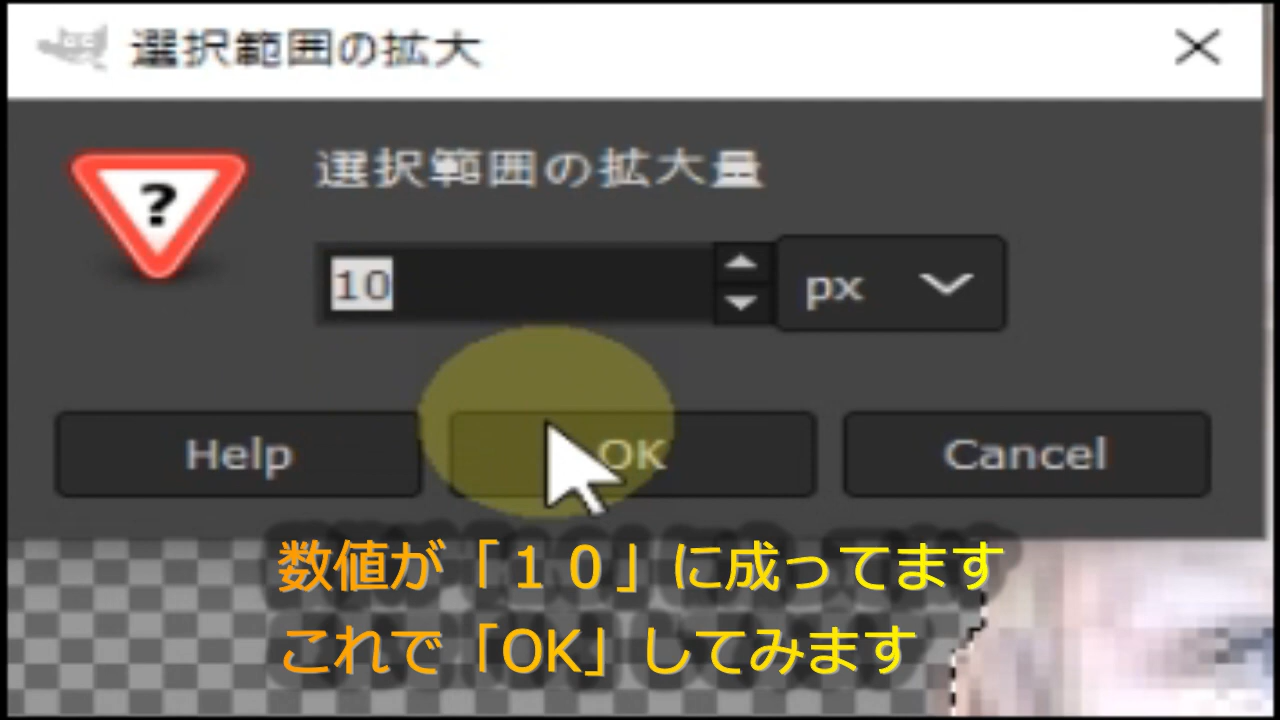 選択範囲の拡大
?
選択範囲の拡大量
10
px
Help
OK
Cancel
数値が「１０」に成ってます
これで「OK」してみます